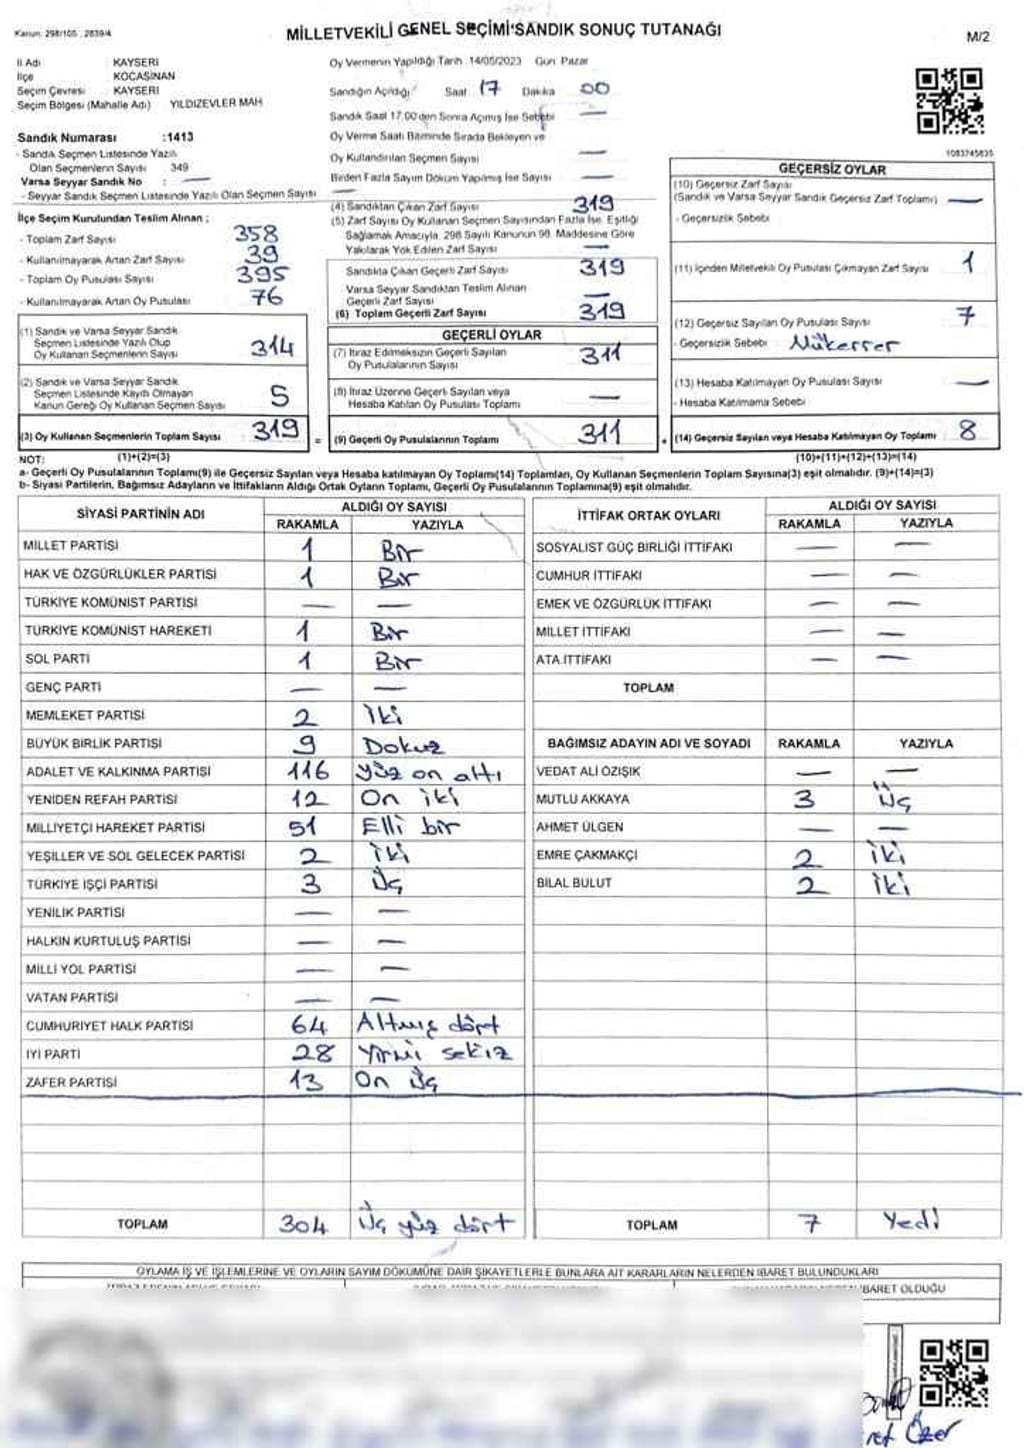 Kanun: 298/105 , 2839/4
MİLLETVEKİLİ GENEL SEÇİMİ SANDIK SONUÇ TUTANAĞI
M/2
İl Adı : KAYSERİ
İlçe : KOCASİNAN
Seçim Çevresi : KAYSERİ
Seçim Bölgesi (Mahalle Adı) : YILDIZEVLER MAH
Sandık Numarası :1413
- Sandık Seçmen Listesinde Yazılı
Olan Seçmenlerin Sayısı : 349
Varsa Seyyar Sandık No : —
- Seyyar Sandık Seçmen Listesinde Yazılı Olan Seçmen Sayısı —
İlçe Seçim Kurulundan Teslim Alınan :
- Toplam Zarf Sayısı 358
- Kullanılmayarak Artan Zarf Sayısı 39
- Toplam Oy Pusulası Sayısı 395
- Kullanılmayarak Artan Oy Pusulası 76
(1) Sandık ve Varsa Seyyar Sandık
Seçmen Listesinde Yazılı Olup
Oy Kullanan Seçmenlerin Sayısı 314
(2) Sandık ve Varsa Seyyar Sandık
Seçmen Listesinde Kayıtlı Olmayan
Kanun Gereği Oy Kullanan Seçmen Sayısı 5
(3) Oy Kullanan Seçmenlerin Toplam Sayısı 319
Oy Vermenin Yapıldığı Tarih :14/05/2023 Gün: Pazar
Sandığın Açıldığı Saat 17 Dakika 00
Sandık Saat 17:00'den Sonra Açılmış İse Sebebi —
Oy Verme Saati Bitiminde Sırada Bekleyen ve
Oy Kullandırılan Seçmen Sayısı —
Birden Fazla Sayım Döküm Yapılmış İse Sayısı —
(4) Sandıktan Çıkan Zarf Sayısı 319
(5) Zarf Sayısı Oy Kullanan Seçmen Sayısından Fazla İse, Eşitliği
Sağlamak Amacıyla, 298 Sayılı Kanunun 98. Maddesine Göre
Yakılarak Yok Edilen Zarf Sayısı —
Sandıkta Çıkan Geçerli Zarf Sayısı 319
Varsa Seyyar Sandıktan Teslim Alınan
Geçerli Zarf Sayısı —
(6) Toplam Geçerli Zarf Sayısı 319
GEÇERLİ OYLAR
(7) İtiraz Edilmeksizin Geçerli Sayılan
Oy Pusulalarının Sayısı 311
(8) İtiraz Üzerine Geçerli Sayılan veya
Hesaba Katılan Oy Pusulası Toplamı —
= (9) Geçerli Oy Pusulalarının Toplamı 311 +
1083745835
GEÇERSİZ OYLAR
(10) Geçersiz Zarf Sayısı
(Sandık ve Varsa Seyyar Sandık Geçersiz Zarf Toplamı) —
- Geçersizlik Sebebi :
(11) İçinden Milletvekili Oy Pusulası Çıkmayan Zarf Sayısı 1
(12) Geçersiz Sayılan Oy Pusulası Sayısı 7
- Geçersizlik Sebebi : Mükerrer
(13) Hesaba Katılmayan Oy Pusulası Sayısı —
- Hesaba Katılmama Sebebi :
(14) Geçersiz Sayılan veya Hesaba Katılmayan Oy Toplamı 8
NOT: (1)+(2)=(3) (10)+(11)+(12)+(13)=(14)
a- Geçerli Oy Pusulalarının Toplamı(9) ile Geçersiz Sayılan veya Hesaba katılmayan Oy Toplamı(14) Toplamları, Oy Kullanan Seçmenlerin Toplam Sayısına(3) eşit olmalıdır. (9)+(14)=(3)
b- Siyasi Partilerin, Bağımsız Adayların ve İttifakların Aldığı Ortak Oyların Toplamı, Geçerli Oy Pusulalarının Toplamına(9) eşit olmalıdır.
SİYASİ PARTİNİN ADI ALDIĞI OY SAYISI
RAKAMLA YAZIYLA
MİLLET PARTİSİ 1 Bir
HAK VE ÖZGÜRLÜKLER PARTİSİ 1 Bir
TÜRKİYE KOMÜNİST PARTİSİ — —
TÜRKİYE KOMÜNİST HAREKETİ 1 Bir
SOL PARTİ 1 Bir
GENÇ PARTİ — —
MEMLEKET PARTİSİ 2 İki
BÜYÜK BİRLİK PARTİSİ 9 Dokuz
ADALET VE KALKINMA PARTİSİ 116 yüz on altı
YENİDEN REFAH PARTİSİ 12 On iki
MİLLİYETÇİ HAREKET PARTİSİ 51 Elli bir
YEŞİLLER VE SOL GELECEK PARTİSİ 2 iki
TÜRKİYE İŞÇİ PARTİSİ 3 Üç
YENİLİK PARTİSİ — —
HALKIN KURTULUŞ PARTİSİ — —
MİLLİ YOL PARTİSİ — —
VATAN PARTİSİ — —
CUMHURİYET HALK PARTİSİ 64 Altmış dört
İYİ PARTİ 28 Yirmi sekiz
ZAFER PARTİSİ 13 On üç
TOPLAM 304 Üç yüz dört
İTTİFAK ORTAK OYLARI ALDIĞI OY SAYISI
RAKAMLA YAZIYLA
SOSYALİST GÜÇ BİRLİĞİ İTTİFAKI — —
CUMHUR İTTİFAKI — —
EMEK VE ÖZGÜRLÜK İTTİFAKI — —
MİLLET İTTİFAKI — —
ATA İTTİFAKI — —
TOPLAM
BAĞIMSIZ ADAYIN ADI VE SOYADI RAKAMLA YAZIYLA
VEDAT ALİ ÖZIŞIK — —
MUTLU AKKAYA 3 Üç
AHMET ÜLGEN — —
EMRE ÇAKMAKÇI 2 iki
BİLAL BULUT 2 iki
TOPLAM 7 Yedi
OYLAMA İŞ VE İŞLEMLERİNE VE OYLARIN SAYIM DÖKÜMÜNE DAİR ŞİKAYETLERLE BUNLARA AİT KARARLARIN NELERDEN İBARET BULUNDUKLARI
İBARET OLDUĞU
Özer